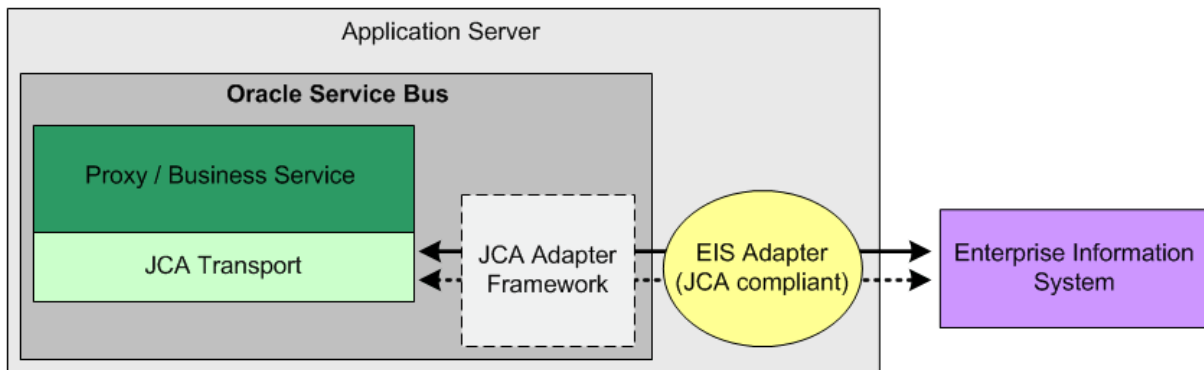 Application Server
Oracle Service Bus
Proxy / Business Service
JCA Transport
JCA Adapter
Framework
EIS Adapter
(JCA compliant)
Enterprise Information
System